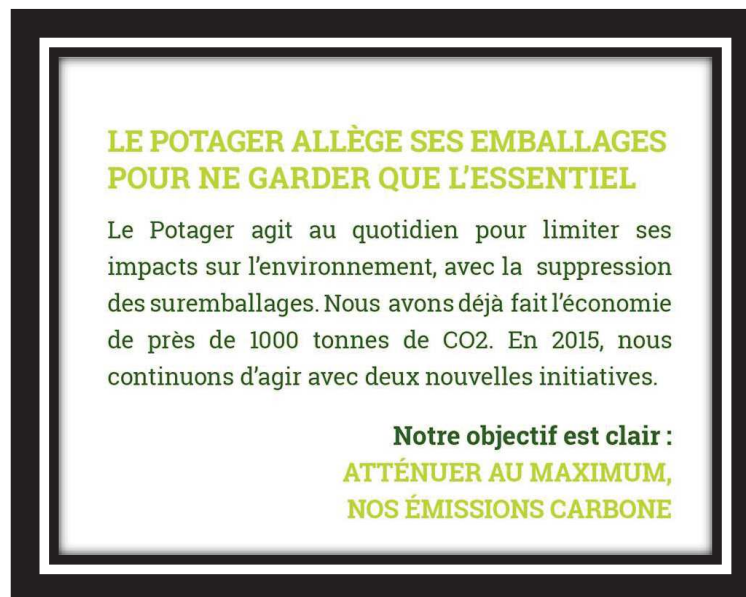 LE POTAGER ALLÈGE SES EMBALLAGES
POUR NE GARDER QUE L'ESSENTIEL
Le Potager agit au quotidien pour limiter ses
impacts sur l'environnement, avec la suppression
des suremballages. Nous avons déjà fait l'économie
de près de 1000 tonnes de CO2. En 2015, nous
continuons d'agir avec deux nouvelles initiatives.
Notre objectif est clair :
ATTÉNUER AU MAXIMUM,
NOS ÉMISSIONS CARBONE